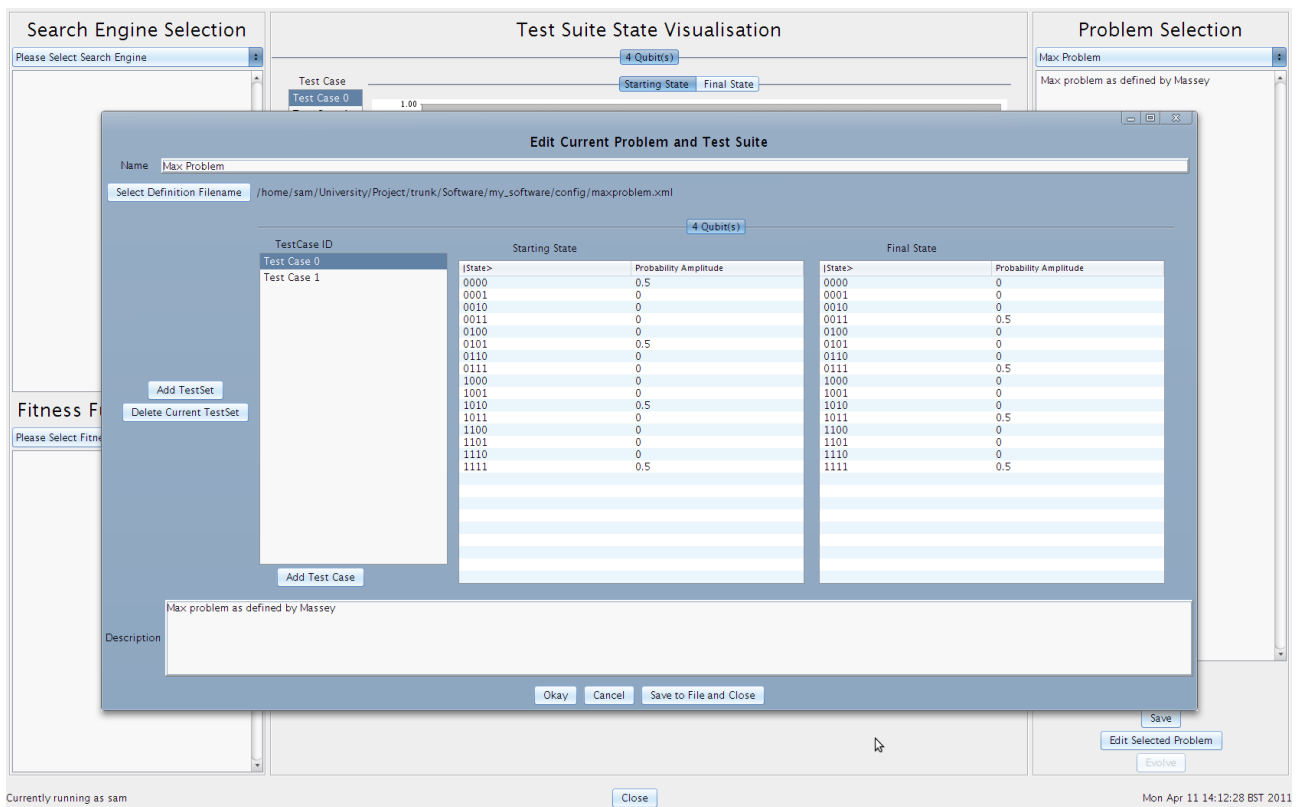 Search Engine Selection
Please Select Search Engine
Test Suite State Visualisation
4 Qubit(s)
Test Case
Test Case 0
Starting State Final State
1.00
Problem Selection
Max Problem
Max problem as defined by Massey
Edit Current Problem and Test Suite
Name Max Problem
Select Definition Filename /home/sam/University/Project/trunk/Software/my_software/config/maxproblem.xml
4 Qubit(s)
TestCase ID
Test Case 0
Test Case 1
Starting State
|State> Probability Amplitude
0000 0.5
0001 0
0010 0
0011 0
0100 0
0101 0.5
0110 0
0111 0
1000 0
1001 0
1010 0.5
1011 0
1100 0
1101 0
1110 0
1111 0.5
Final State
|State> Probability Amplitude
0000 0
0001 0
0010 0
0011 0.5
0100 0
0101 0
0110 0
0111 0.5
1000 0
1001 0
1010 0
1011 0.5
1100 0
1101 0
1110 0
1111 0.5
Add TestSet
Delete Current TestSet
Add Test Case
Fitness F
Please Select Fitne
Description Max problem as defined by Massey
Okay Cancel Save to File and Close
Save
Edit Selected Problem
Evolve
Currently running as sam
Close
Mon Apr 11 14:12:28 BST 2011